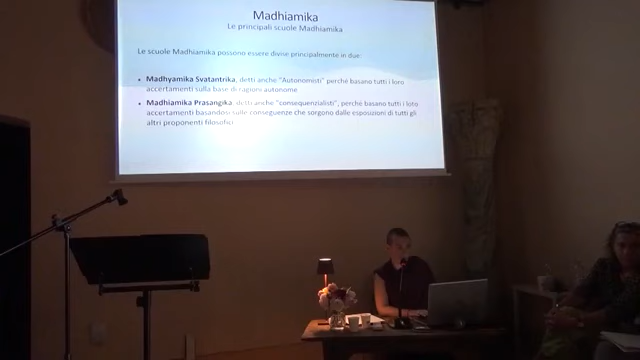 Madhiamika
Le principali scuole Madhiamika
Le scuole Madhiamika possono essere divise principalmente in due:
• Madhyamika Svatantrika, detti anche "Autonomisti" perché basano tutti i loro
accertamenti sulla base di ragioni autonome
• Madhiamika Prasangika, detti anche "consequenzialisti", perché basano tutti i loro
accertamenti basandosi sulle conseguenze che sorgono dalle esposizioni di tutti gli
altri proponenti filosofici